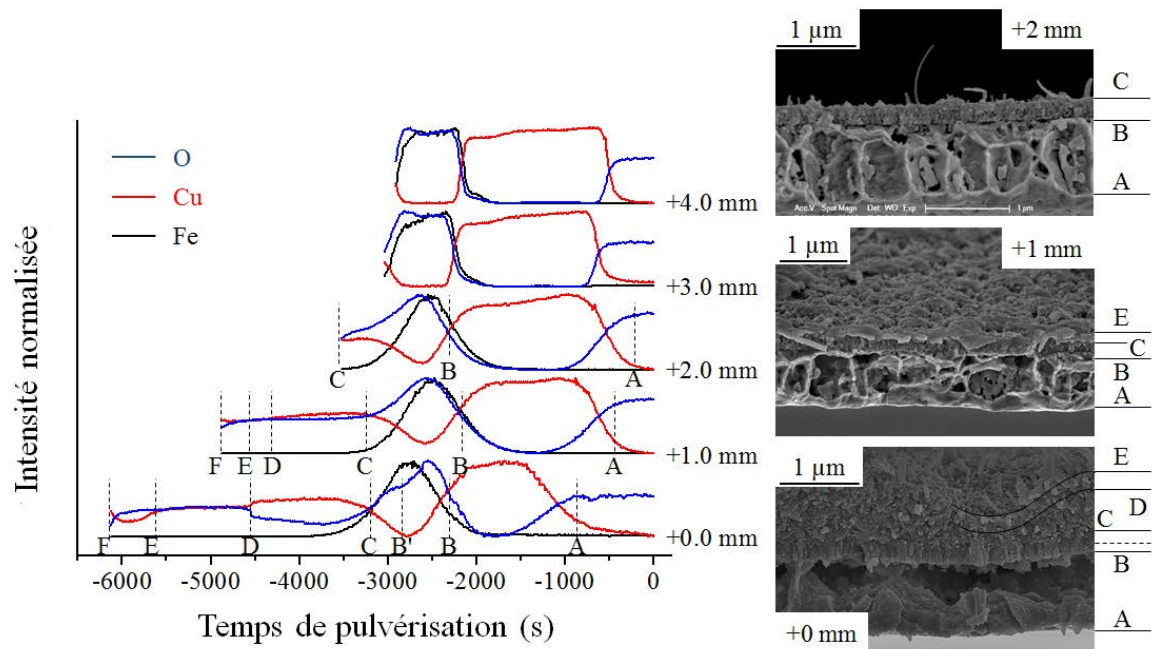 Intensité normalisée
O
Cu
Fe
+4.0 mm
+3.0 mm
+2.0 mm
C B A
+1.0 mm
F E D C B A
+0.0 mm
F E D C B' B A
-6000 -5000 -4000 -3000 -2000 -1000 0
Temps de pulvérisation (s)
1 µm +2 mm
C
B
A
Acc.V Spot Magn Det WD Exp 1 µm
1 µm +1 mm
E
C
B
A
1 µm
E
D
C
B
A
+0 mm